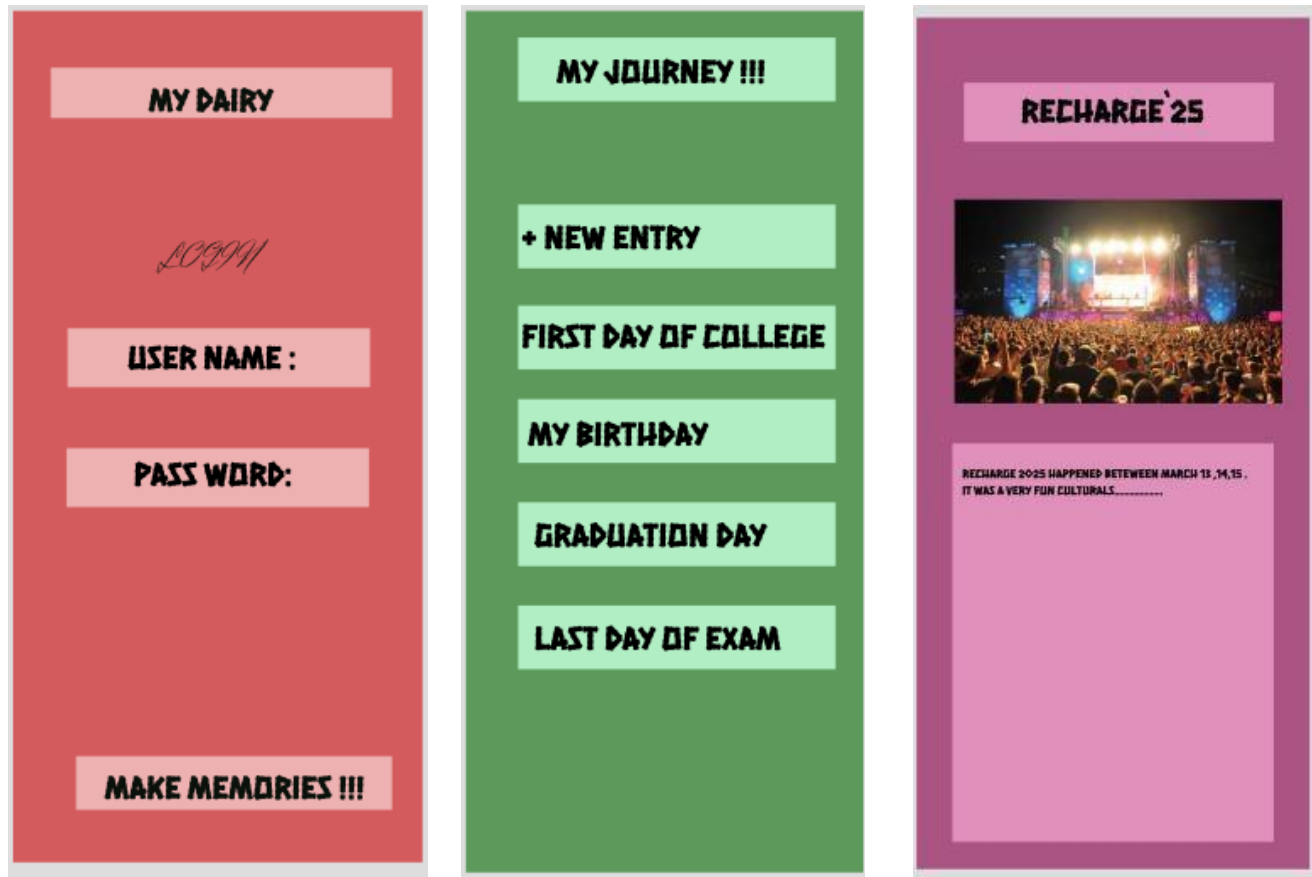 MY DAIRY
LOGIN
USER NAME :
PASS WORD:
MAKE MEMORIES !!!
MY JOURNEY !!!
+ NEW ENTRY
FIRST DAY OF COLLEGE
MY BIRTHDAY
GRADUATION DAY
LAST DAY OF EXAM
RECHARGE`25
RECHARGE 2025 HAPPENED BETEWEEN MARCH 13 ,14,15 .
IT WAS A VERY FUN CULTURALS...............